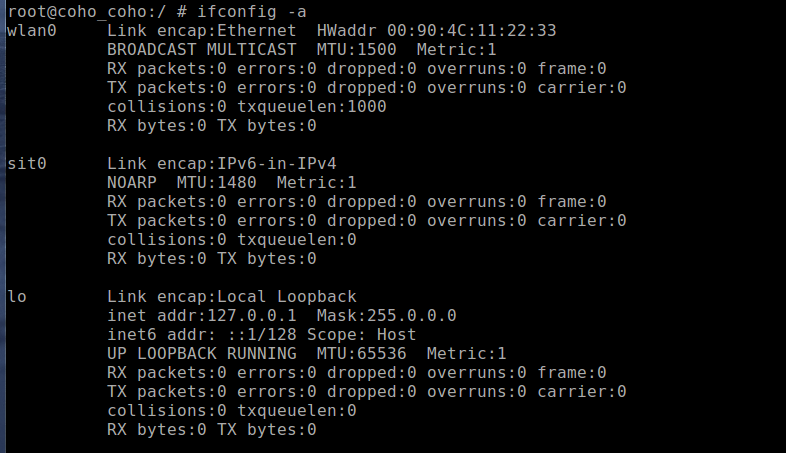 root@coho_coho:/ # ifconfig -a
wlan0     Link encap:Ethernet  HWaddr 00:90:4C:11:22:33
          BROADCAST MULTICAST  MTU:1500  Metric:1
          RX packets:0 errors:0 dropped:0 overruns:0 frame:0
          TX packets:0 errors:0 dropped:0 overruns:0 carrier:0
          collisions:0 txqueuelen:1000
          RX bytes:0 TX bytes:0

sit0      Link encap:IPv6-in-IPv4
          NOARP  MTU:1480  Metric:1
          RX packets:0 errors:0 dropped:0 overruns:0 frame:0
          TX packets:0 errors:0 dropped:0 overruns:0 carrier:0
          collisions:0 txqueuelen:0
          RX bytes:0 TX bytes:0

lo        Link encap:Local Loopback
          inet addr:127.0.0.1  Mask:255.0.0.0
          inet6 addr: ::1/128 Scope: Host
          UP LOOPBACK RUNNING  MTU:65536  Metric:1
          RX packets:0 errors:0 dropped:0 overruns:0 frame:0
          TX packets:0 errors:0 dropped:0 overruns:0 carrier:0
          collisions:0 txqueuelen:0
          RX bytes:0 TX bytes:0